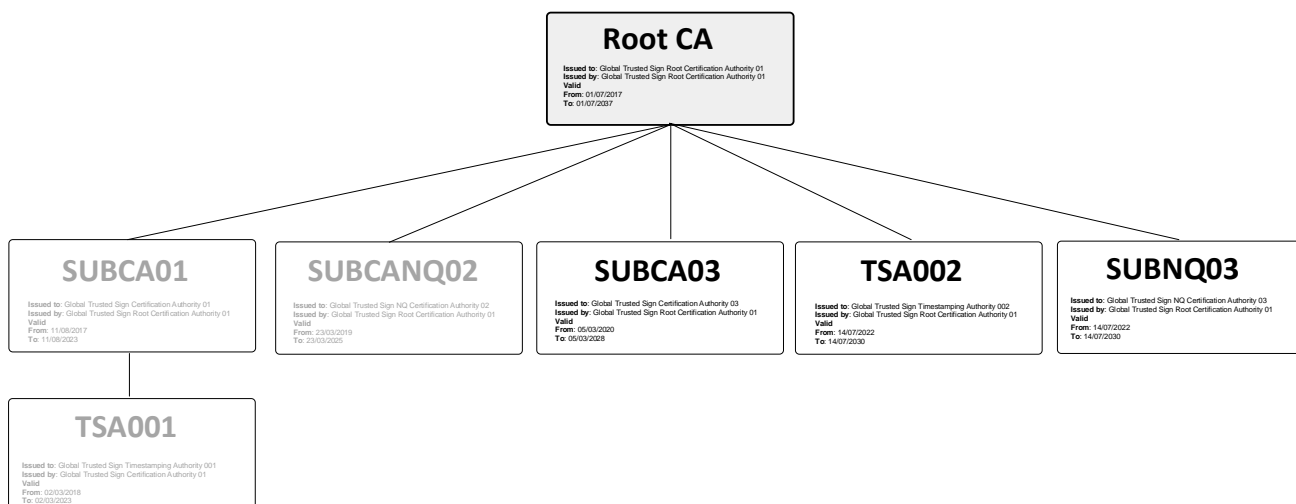 Root CA
Issued to: Global Trusted Sign Root Certification Authority 01
Issued by: Global Trusted Sign Root Certification Authority 01
Valid
From: 01/07/2017
To: 01/07/2037
SUBCA01
Issued to: Global Trusted Sign Certification Authority 01
Issued by: Global Trusted Sign Root Certification Authority 01
Valid
From: 11/08/2017
To: 11/08/2023
SUBCANQ02
Issued to: Global Trusted Sign NQ Certification Authority 02
Issued by: Global Trusted Sign Root Certification Authority 01
Valid
From: 23/03/2019
To: 23/03/2025
SUBCA03
Issued to: Global Trusted Sign Certification Authority 03
Issued by: Global Trusted Sign Root Certification Authority 01
Valid
From: 05/03/2020
To: 05/03/2028
TSA002
Issued to: Global Trusted Sign Timestamping Authority 002
Issued by: Global Trusted Sign Root Certification Authority 01
Valid
From: 14/07/2022
To: 14/07/2030
SUBNQ03
Issued to: Global Trusted Sign NQ Certification Authority 03
Issued by: Global Trusted Sign Root Certification Authority 01
Valid
From: 14/07/2022
To: 14/07/2030
TSA001
Issued to: Global Trusted Sign Timestamping Authority 001
Issued by: Global Trusted Sign Certification Authority 01
Valid
From: 02/03/2018
To: 02/03/2023